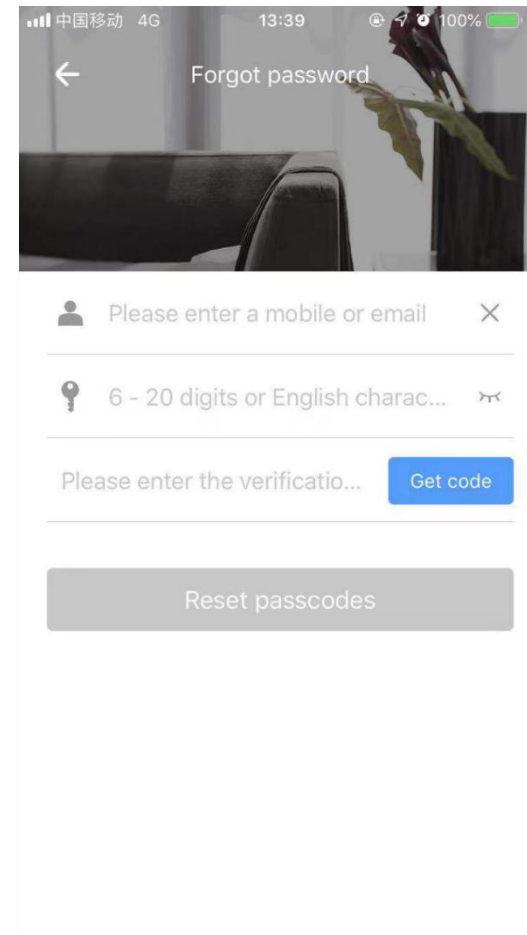 中国移动 4G 13:39 100%
Forgot password
Please enter a mobile or email
6 - 20 digits or English charac...
Please enter the verificatio... Get code
Reset passcodes